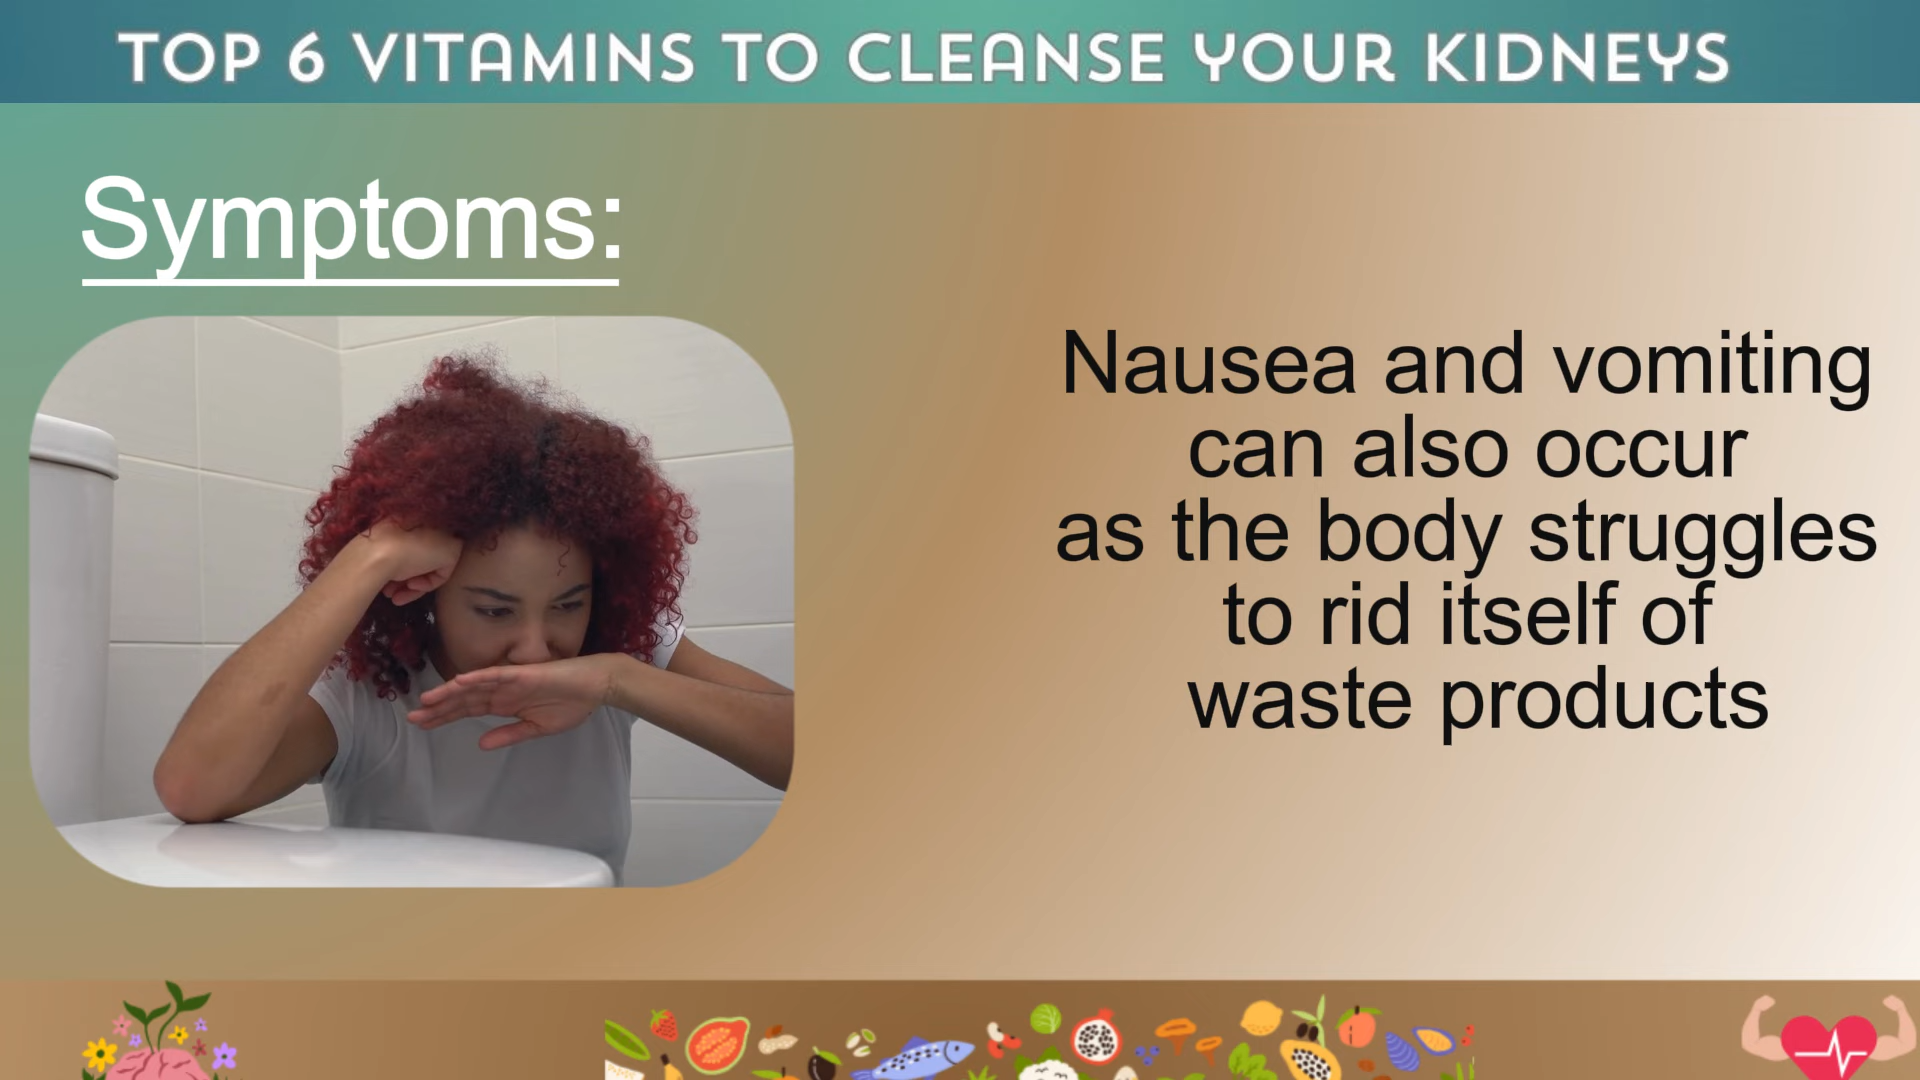 TOP 6 VITAMINS TO CLEANSE YOUR KIDNEYS
Symptoms:
Nausea and vomiting
can also occur
as the body struggles
to rid itself of
waste products